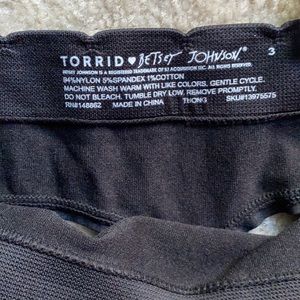 TORRID ♥ BETSEY JOHNSON® 3
BETSEY JOHNSON IS A REGISTERED TRADEMARK OF BJ ACQUISITION LLC. ALL RIGHTS RESERVED.
94%NYLON 5%SPANDEX 1%COTTON
MACHINE WASH WARM WITH LIKE COLORS. GENTLE CYCLE.
DO NOT BLEACH. TUMBLE DRY LOW. REMOVE PROMPTLY.
RN#148862 MADE IN CHINA THONG SKU#13975575